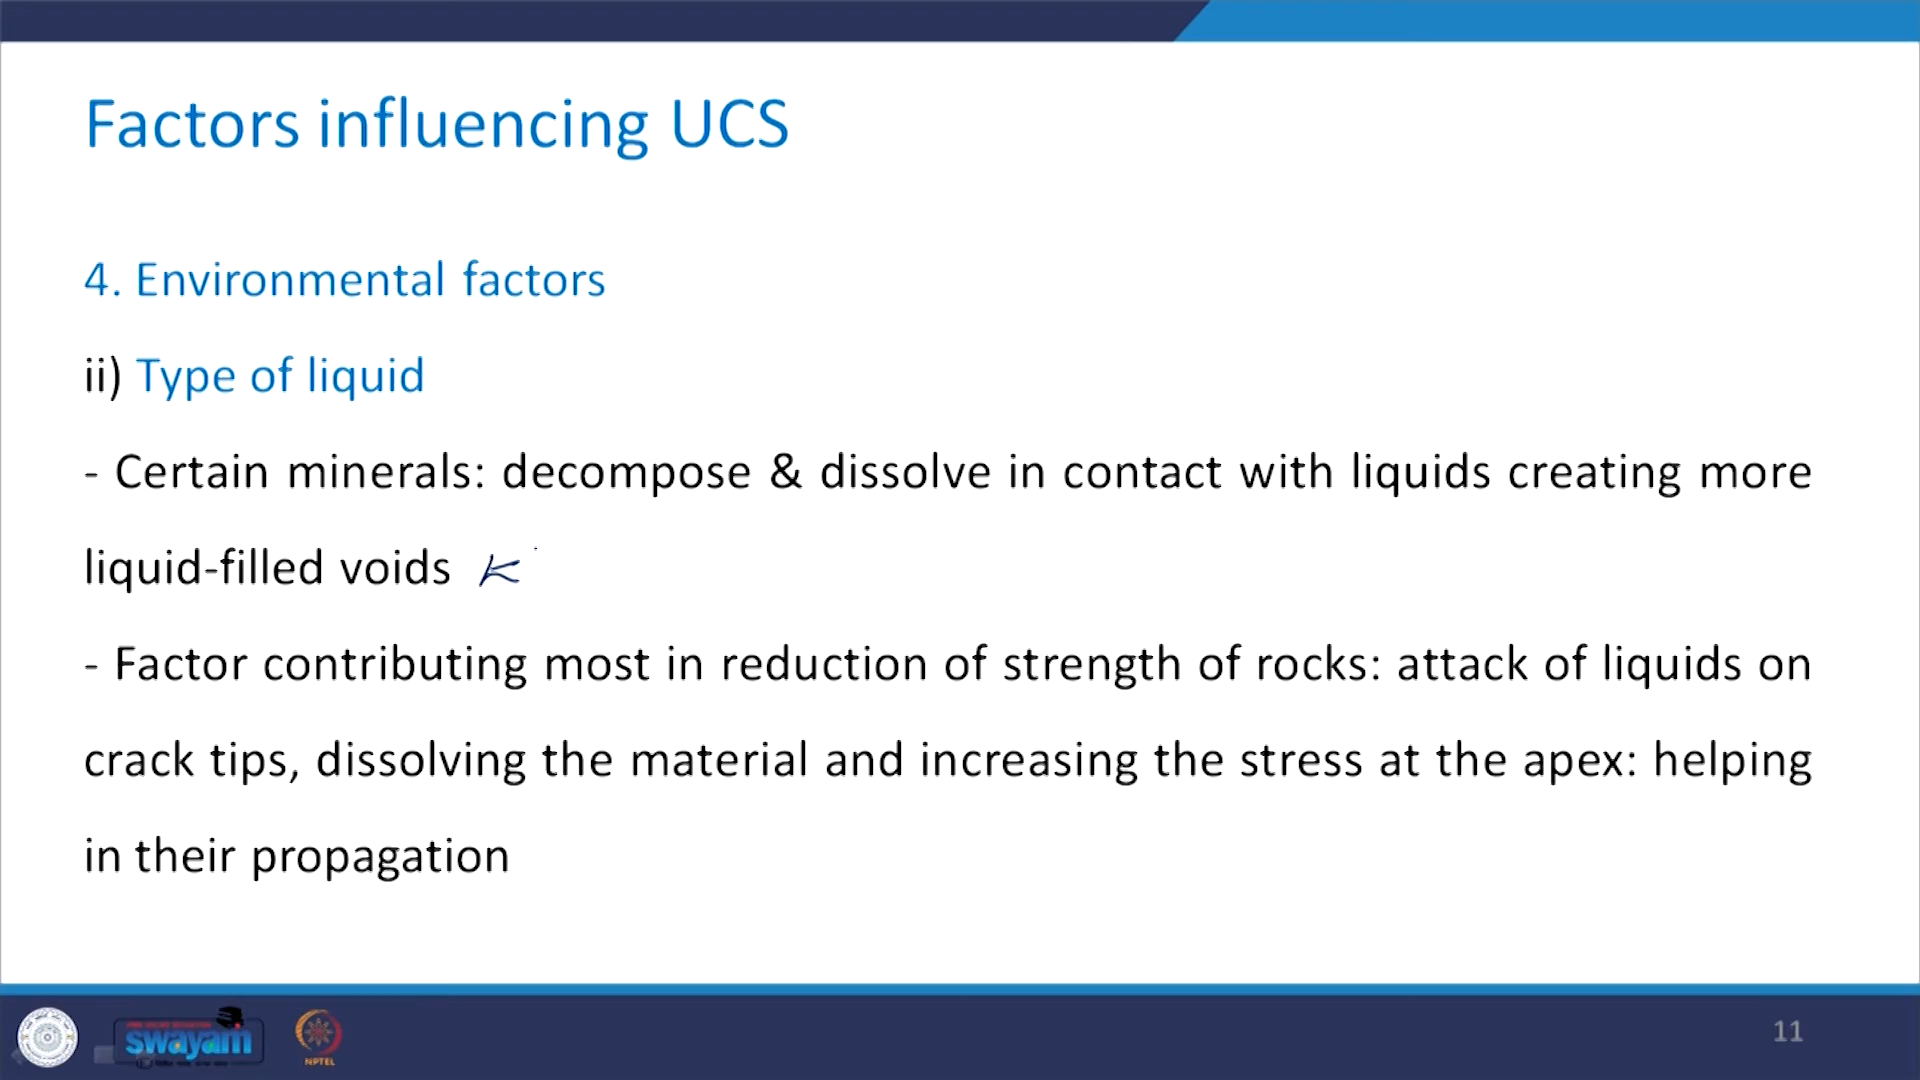 Factors influencing UCS
4. Environmental factors
ii) Type of liquid
- Certain minerals: decompose & dissolve in contact with liquids creating more
liquid-filled voids K
- Factor contributing most in reduction of strength of rocks: attack of liquids on
crack tips, dissolving the material and increasing the stress at the apex: helping
in their propagation
swayam
NPTEL
11